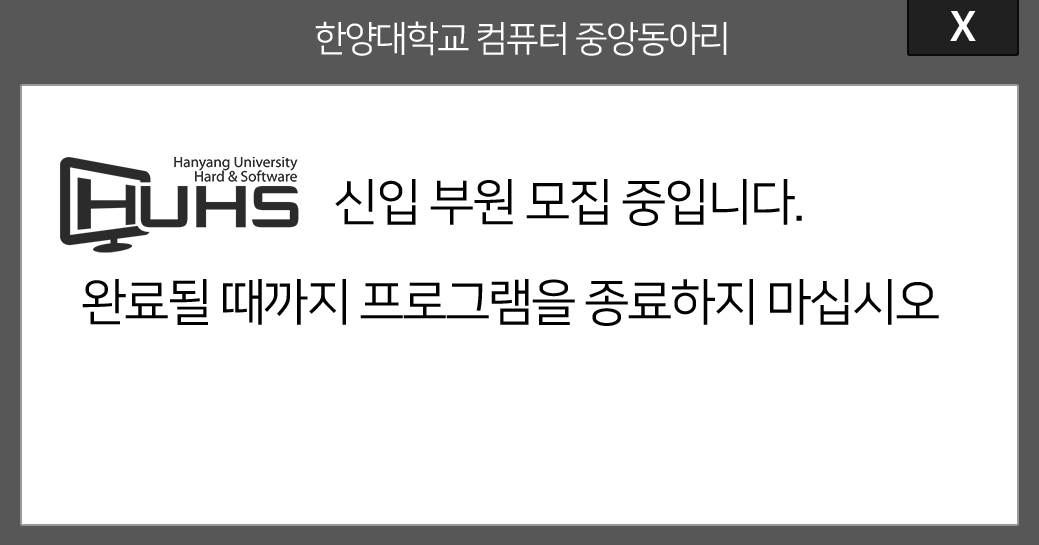 한양대학교 컴퓨터 중앙동아리
X
Hanyang University
Hard & Software
HUHS
신입 부원 모집 중입니다.
완료될 때까지 프로그램을 종료하지 마십시오